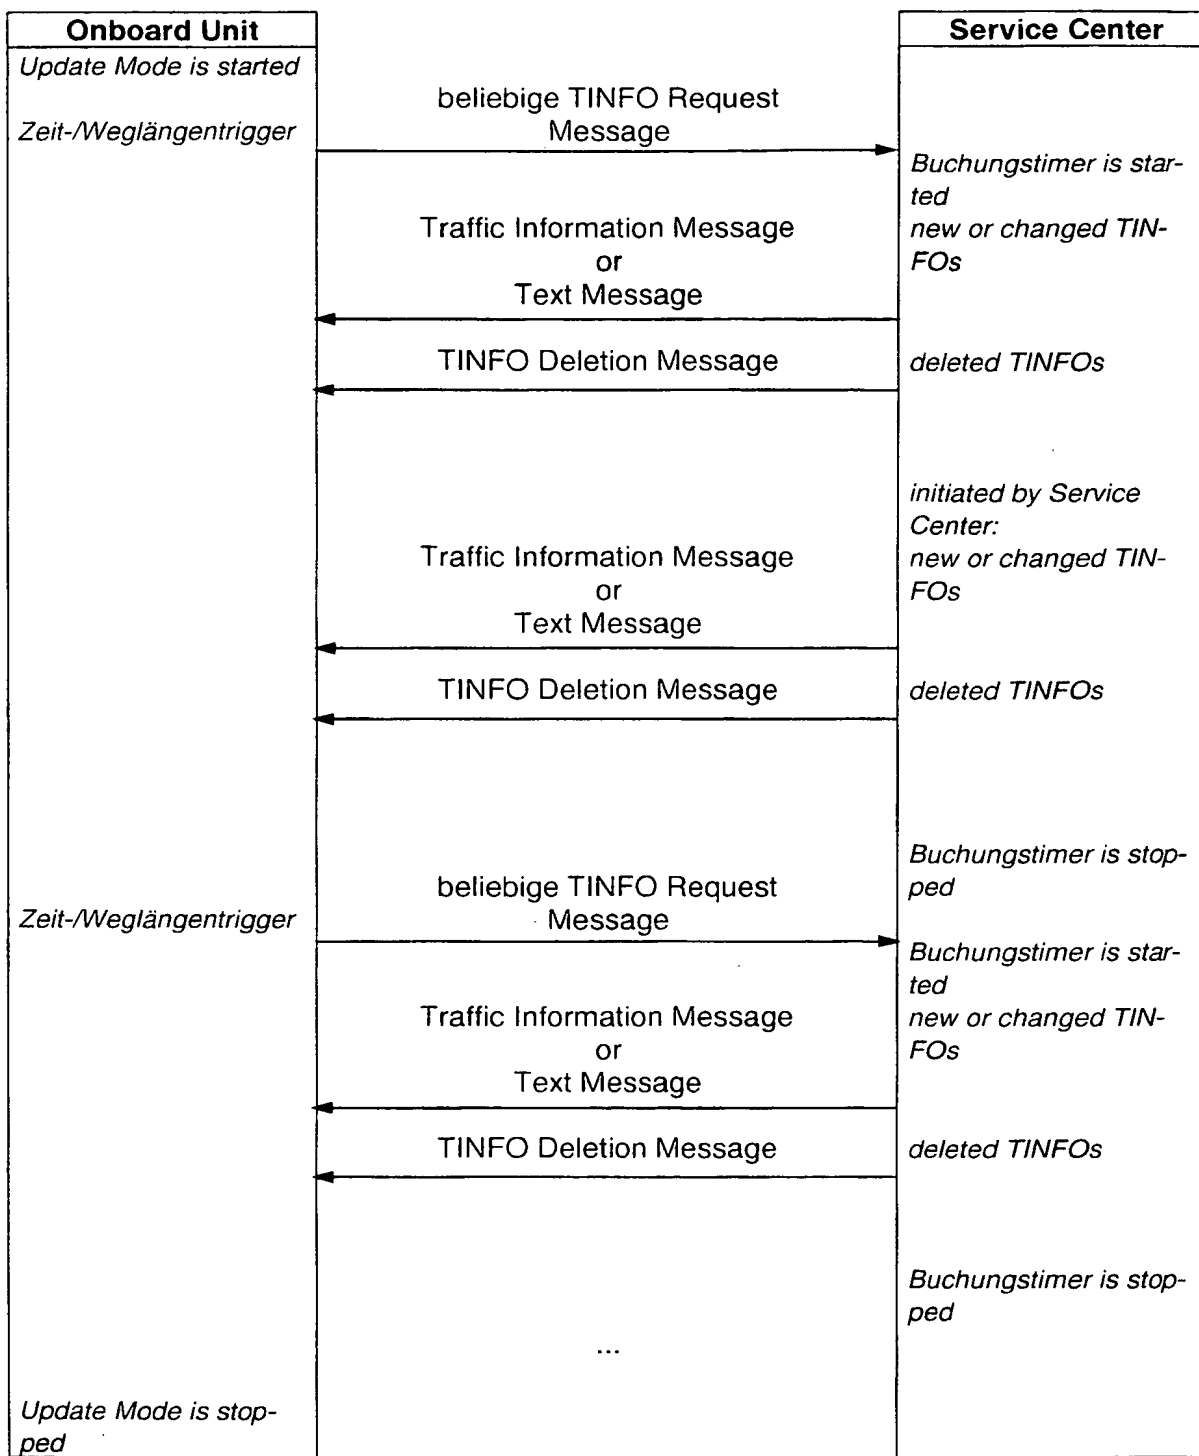 Onboard Unit
Service Center
Update Mode is started
beliebige TINFO Request
Message
Zeit-/Weglängentrigger
Buchungstimer is star-
ted
new or changed TIN-
FOs
Traffic Information Message
or
Text Message
TINFO Deletion Message
deleted TINFOs
initiated by Service
Center:
new or changed TIN-
FOs
Traffic Information Message
or
Text Message
TINFO Deletion Message
deleted TINFOs
Buchungstimer is stop-
ped
beliebige TINFO Request
Message
Zeit-/Weglängentrigger
Buchungstimer is star-
ted
new or changed TIN-
FOs
Traffic Information Message
or
Text Message
TINFO Deletion Message
deleted TINFOs
Buchungstimer is stop-
ped
...
Update Mode is stop-
ped